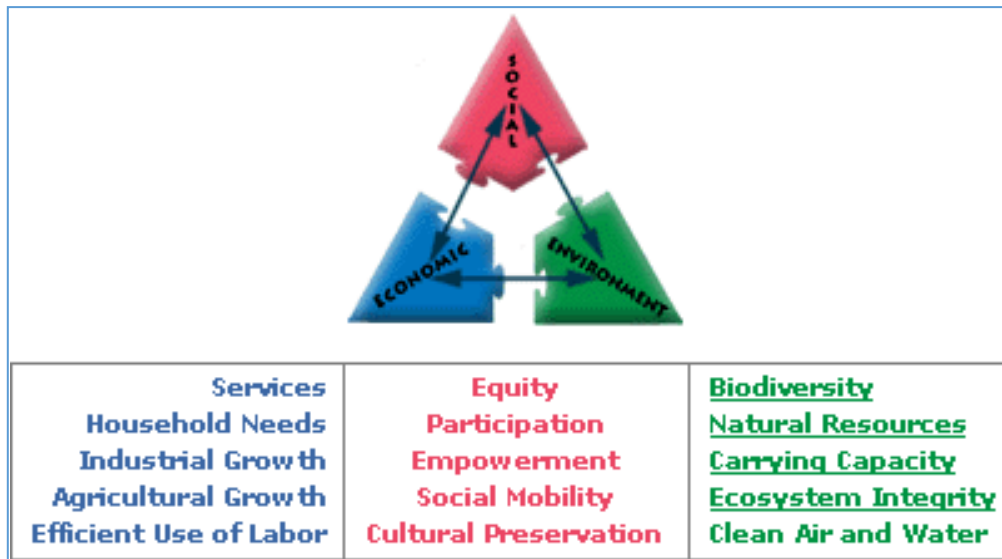 SOCIAL
ECONOMIC
ENVIRONMENT
Services
Household Needs
Industrial Growth
Agricultural Growth
Efficient Use of Labor
Equity
Participation
Empowerment
Social Mobility
Cultural Preservation
Biodiversity
Natural Resources
Carrying Capacity
Ecosystem Integrity
Clean Air and Water